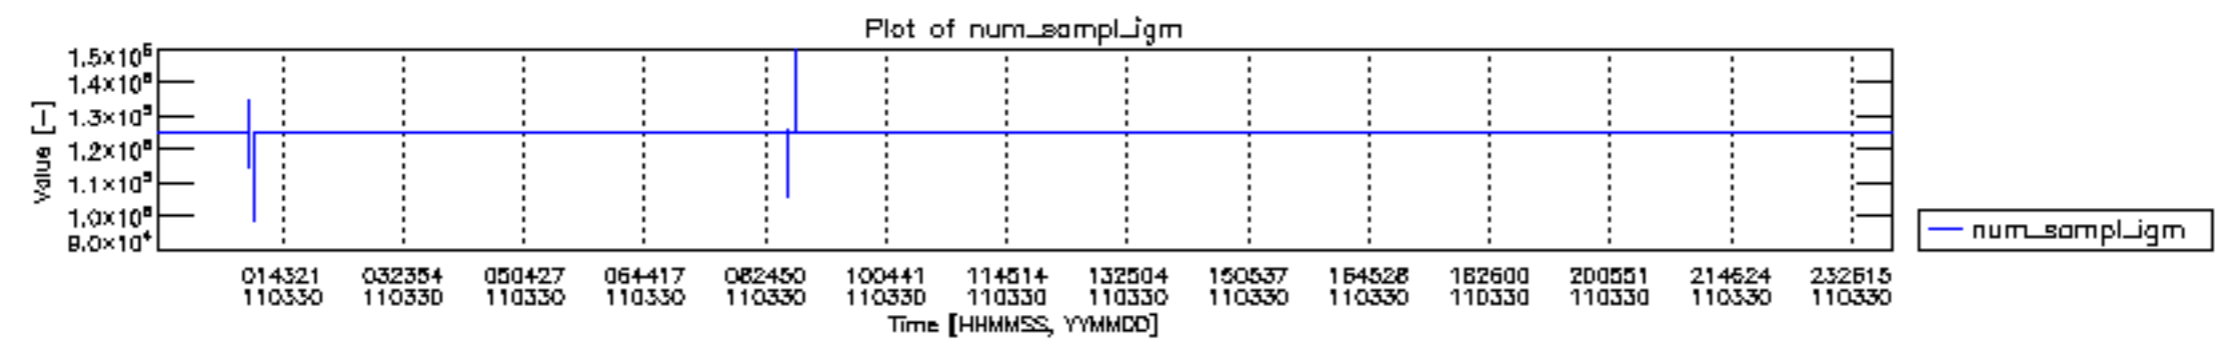 Plot of num_sampl_igm
1.5×10⁵
1.4×10⁵
1.3×10⁵
1.2×10⁵
1.1×10⁵
1.0×10⁵
9.0×10⁴
Value [-]
014321 032354 050427 064417 082450 100441 114514 132504 150537 164528 182600 200551 214624 232615
110330 110330 110330 110330 110330 110330 110330 110330 110330 110330 110330 110330 110330 110330
Time [HHMMSS, YYMMDD]
num_sampl_igm